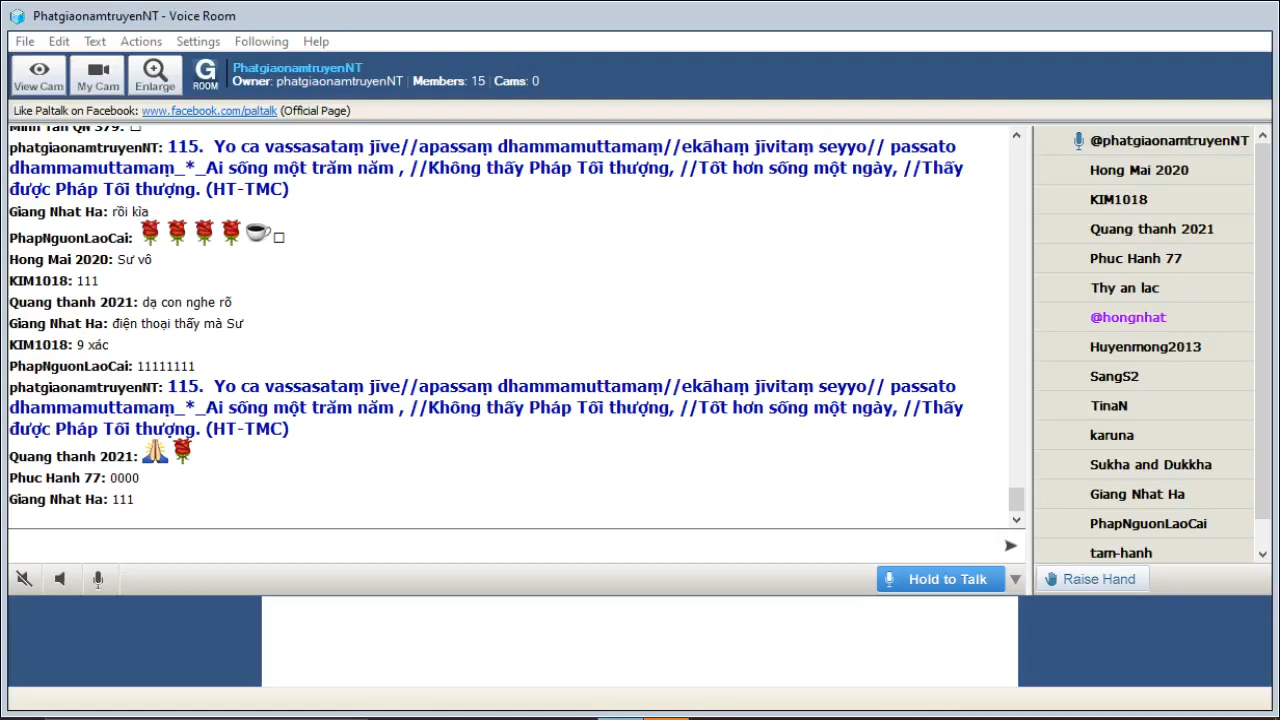 PhatgiaonamtruyenNT - Voice Room
File Edit Text Actions Settings Following Help
View Cam My Cam Enlarge G ROOM
PhatgiaonamtruyenNT
Owner: phatgiaonamtruyenNT | Members: 15 | Cams: 0
Like Paltalk on Facebook: www.facebook.com/paltalk (Official Page)
Minh Tan QN 379:
phatgiaonamtruyenNT: 115. Yo ca vassasataṃ jīve//apassaṃ dhammamuttamaṃ//ekāhaṃ jīvitaṃ seyyo// passato
dhammamuttamaṃ_*_Ai sống một trăm năm , //Không thấy Pháp Tối thượng, //Tốt hơn sống một ngày, //Thấy
được Pháp Tối thượng. (HT-TMC)
Giang Nhat Ha: rồi kìa
PhapNguonLaoCai:
Hong Mai 2020: Sư vô
KIM1018: 111
Quang thanh 2021: dạ con nghe rõ
Giang Nhat Ha: điện thoại thấy mà Sư
KIM1018: 9 xác
PhapNguonLaoCai: 11111111
phatgiaonamtruyenNT: 115. Yo ca vassasataṃ jīve//apassaṃ dhammamuttamaṃ//ekāhaṃ jīvitaṃ seyyo// passato
dhammamuttamaṃ_*_Ai sống một trăm năm , //Không thấy Pháp Tối thượng, //Tốt hơn sống một ngày, //Thấy
được Pháp Tối thượng. (HT-TMC)
Quang thanh 2021:
Phuc Hanh 77: 0000
Giang Nhat Ha: 111
@phatgiaonamtruyenNT
Hong Mai 2020
KIM1018
Quang thanh 2021
Phuc Hanh 77
Thy an lac
@hongnhat
Huyenmong2013
SangS2
TinaN
karuna
Sukha and Dukkha
Giang Nhat Ha
PhapNguonLaoCai
tam-hanh
Hold to Talk
Raise Hand